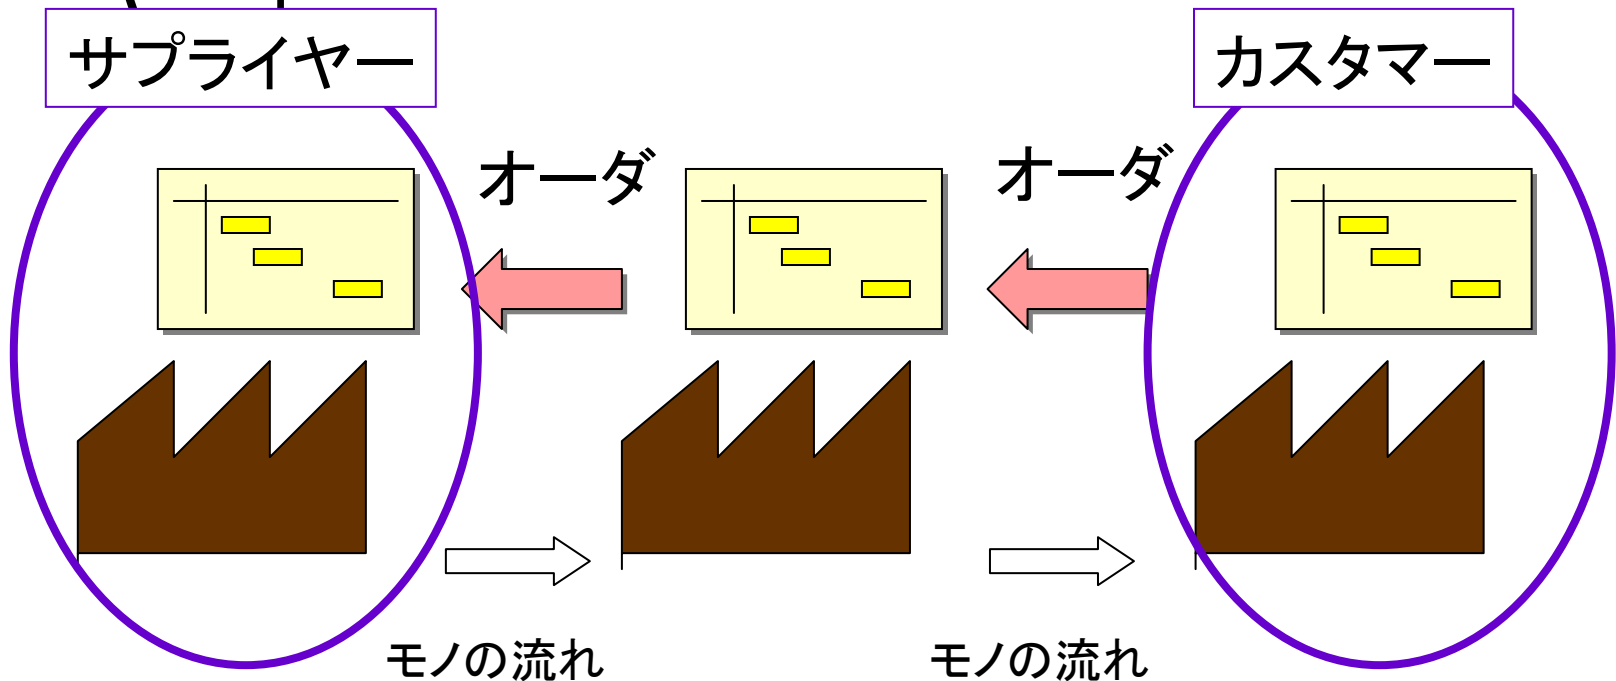 サプライヤー
カスタマー
オーダ
オーダ
モノの流れ
モノの流れ